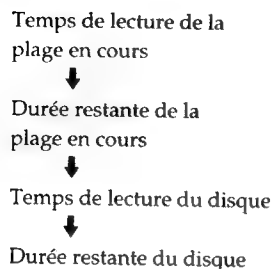 Temps de lecture de la
plage en cours
Durée restante de la
plage en cours
Temps de lecture du disque
Durée restante du disque